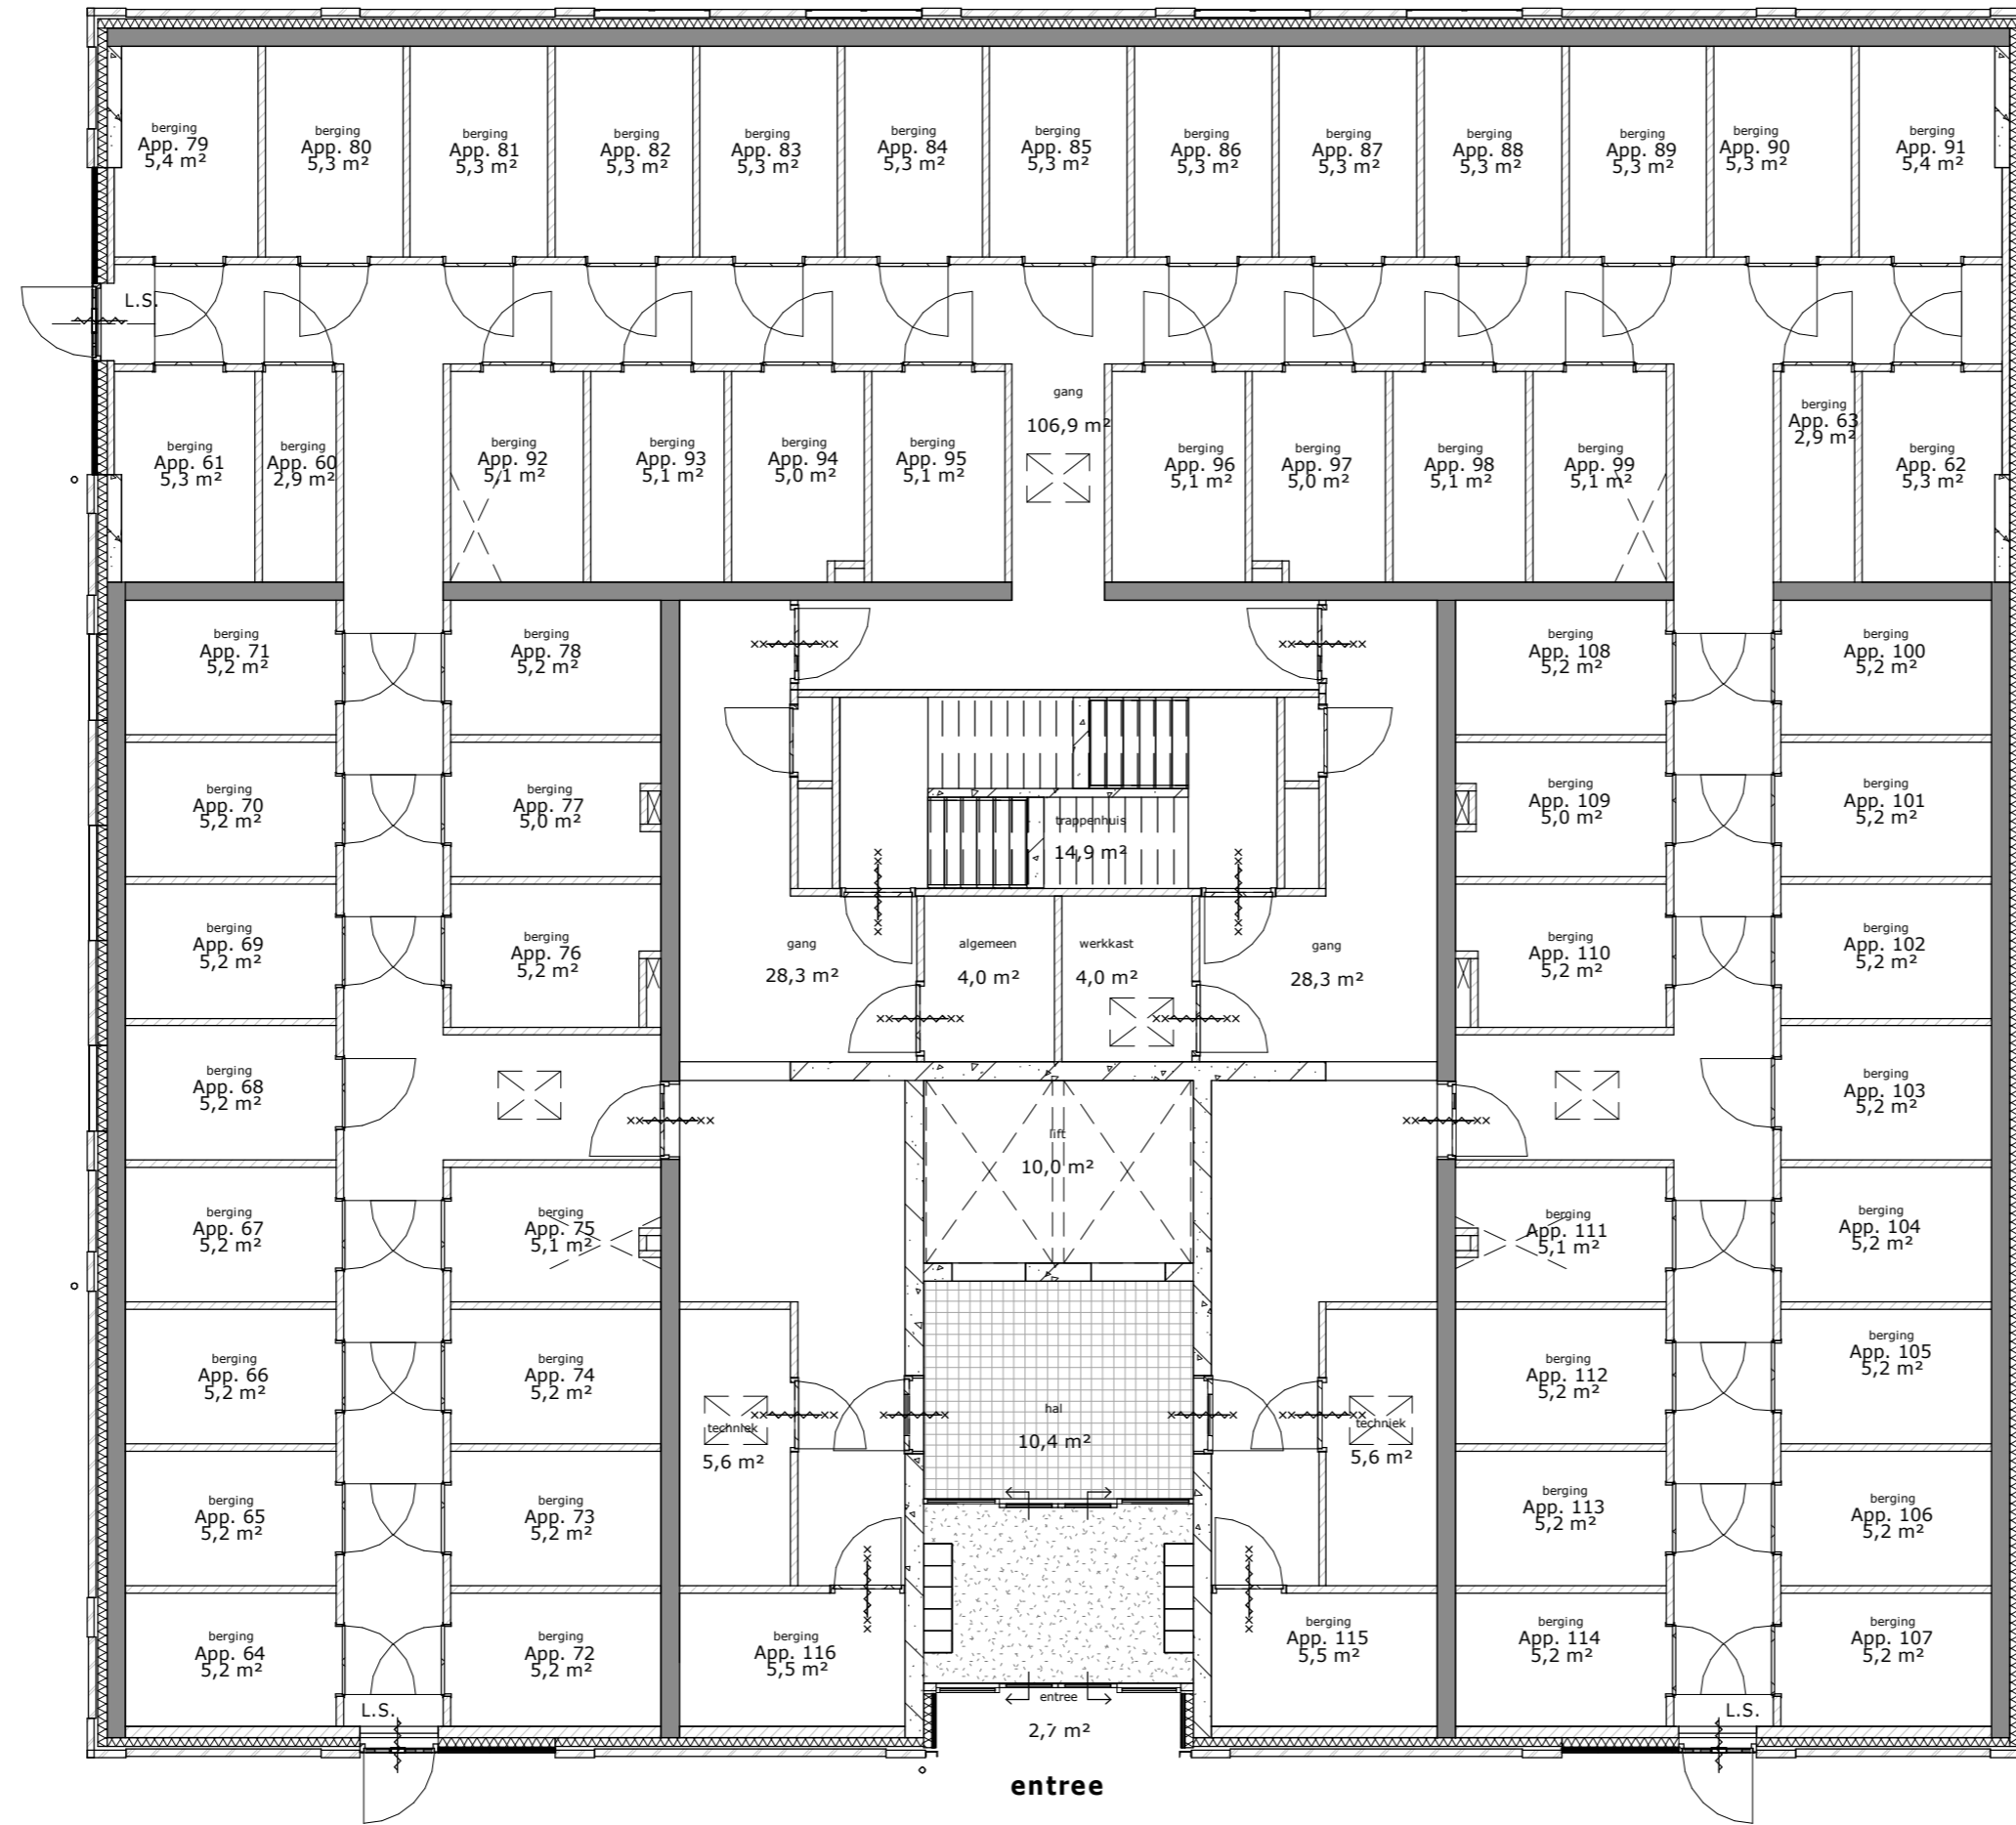 berging
App. 79
5,4 m²
berging
App. 80
5,3 m²
berging
App. 81
5,3 m²
berging
App. 82
5,3 m²
berging
App. 83
5,3 m²
berging
App. 84
5,3 m²
berging
App. 85
5,3 m²
berging
App. 86
5,3 m²
berging
App. 87
5,3 m²
berging
App. 88
5,3 m²
berging
App. 89
5,3 m²
berging
App. 90
5,3 m²
berging
App. 91
5,4 m²
L.S.
berging
App. 61
5,3 m²
berging
App. 60
2,9 m²
berging
App. 92
5,1 m²
berging
App. 93
5,1 m²
berging
App. 94
5,0 m²
berging
App. 95
5,1 m²
gang
106,9 m²
berging
App. 96
5,1 m²
berging
App. 97
5,0 m²
berging
App. 98
5,1 m²
berging
App. 99
5,1 m²
berging
App. 63
2,9 m²
berging
App. 62
5,3 m²
berging
App. 71
5,2 m²
berging
App. 78
5,2 m²
berging
App. 108
5,2 m²
berging
App. 100
5,2 m²
berging
App. 70
5,2 m²
berging
App. 77
5,0 m²
trappenhuis
14,9 m²
berging
App. 109
5,0 m²
berging
App. 101
5,2 m²
berging
App. 69
5,2 m²
berging
App. 76
5,2 m²
gang
28,3 m²
algemeen
4,0 m²
werkkast
4,0 m²
gang
28,3 m²
berging
App. 110
5,2 m²
berging
App. 102
5,2 m²
berging
App. 68
5,2 m²
lift
10,0 m²
berging
App. 103
5,2 m²
berging
App. 67
5,2 m²
berging
App. 75
5,1 m²
berging
App. 111
5,1 m²
berging
App. 104
5,2 m²
berging
App. 66
5,2 m²
berging
App. 74
5,2 m²
techniek
5,6 m²
hal
10,4 m²
techniek
5,6 m²
berging
App. 112
5,2 m²
berging
App. 105
5,2 m²
berging
App. 65
5,2 m²
berging
App. 73
5,2 m²
berging
App. 113
5,2 m²
berging
App. 106
5,2 m²
berging
App. 64
5,2 m²
berging
App. 72
5,2 m²
berging
App. 116
5,5 m²
berging
App. 115
5,5 m²
berging
App. 114
5,2 m²
berging
App. 107
5,2 m²
L.S.
entree
2,7 m²
L.S.
entree